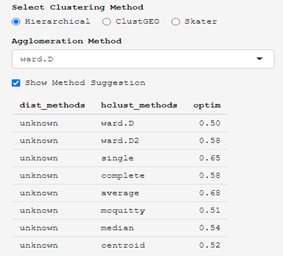 Select Clustering Method
Hierarchical ClustGEO Skater
Agglomeration Method
ward.D
Show Method Suggestion
dist_methods hclust_methods optim
unknown ward.D 0.50
unknown ward.D2 0.58
unknown single 0.65
unknown complete 0.58
unknown average 0.68
unknown mcquitty 0.51
unknown median 0.54
unknown centroid 0.52